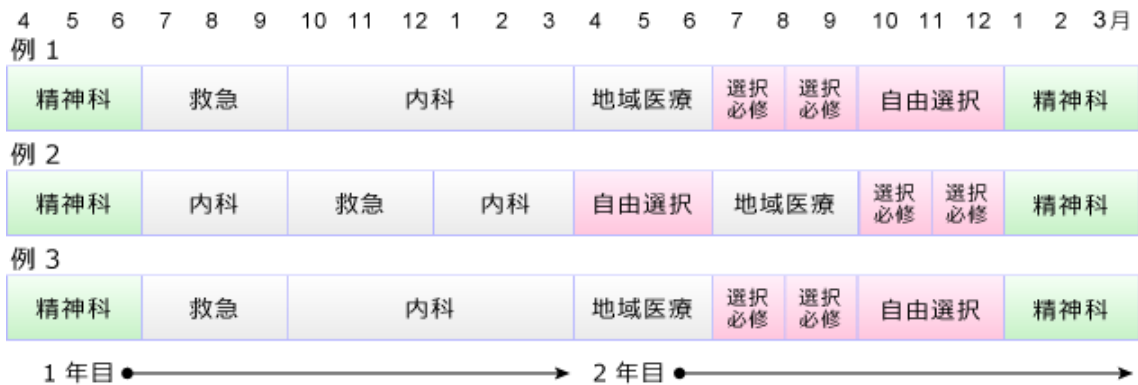 4 5 6 7 8 9 10 11 12 1 2 3 4 5 6 7 8 9 10 11 12 1 2 3月
例 1
精神科 救急 内科 地域医療 選択必修 選択必修 自由選択 精神科
例 2
精神科 内科 救急 内科 自由選択 地域医療 選択必修 選択必修 精神科
例 3
精神科 救急 内科 地域医療 選択必修 選択必修 自由選択 精神科
1 年目 2 年目